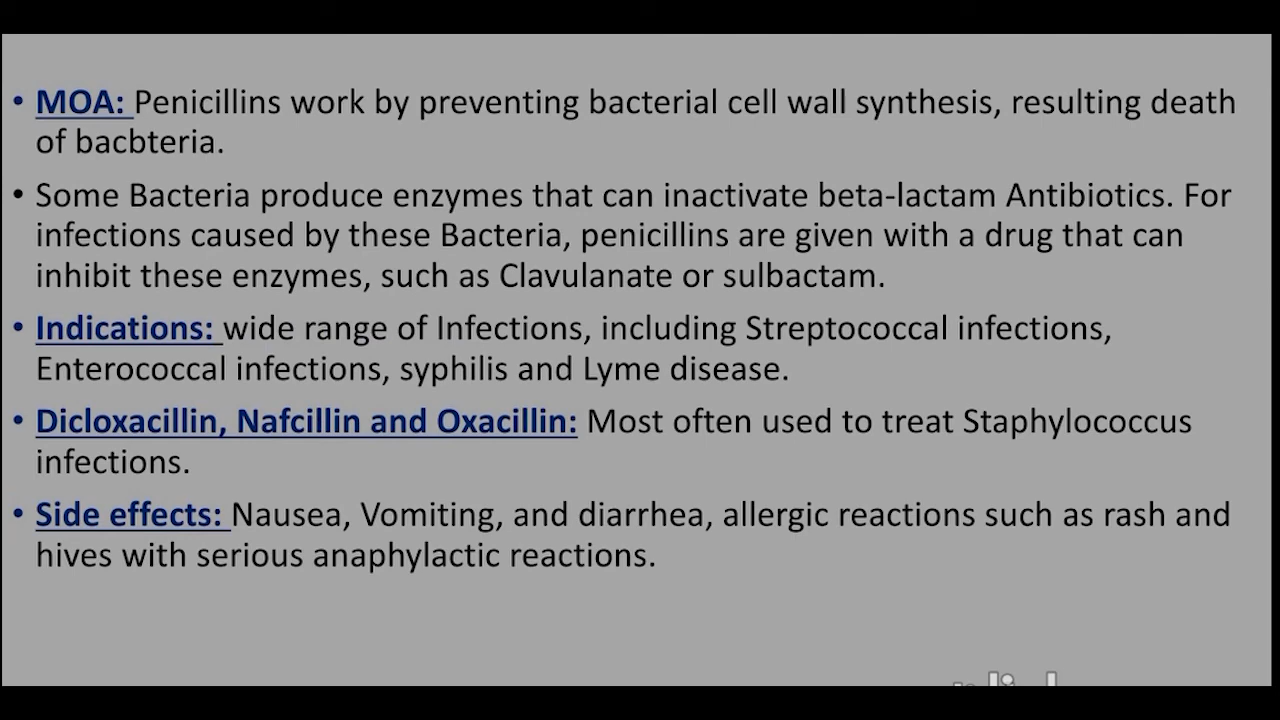 • MOA: Penicillins work by preventing bacterial cell wall synthesis, resulting death
of bacbteria.
• Some Bacteria produce enzymes that can inactivate beta-lactam Antibiotics. For
infections caused by these Bacteria, penicillins are given with a drug that can
inhibit these enzymes, such as Clavulanate or sulbactam.
• Indications: wide range of Infections, including Streptococcal infections,
Enterococcal infections, syphilis and Lyme disease.
• Dicloxacillin, Nafcillin and Oxacillin: Most often used to treat Staphylococcus
infections.
• Side effects: Nausea, Vomiting, and diarrhea, allergic reactions such as rash and
hives with serious anaphylactic reactions.